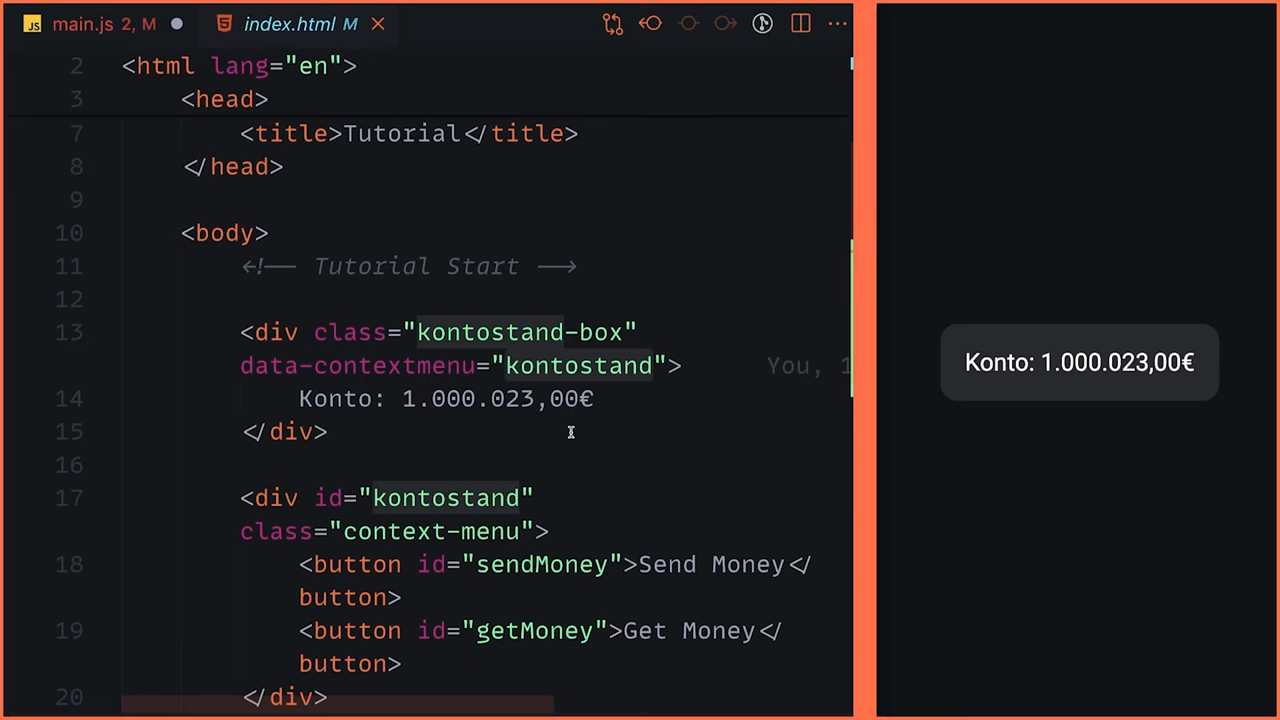 JS main.js 2, M
index.html M
2 <html lang="en">
3 <head>
7 <title>Tutorial</title>
8 </head>
9
10 <body>
11 <!-- Tutorial Start -->
12
13 <div class="kontostand-box"
data-contextmenu="kontostand"> You, 1
14 Konto: 1.000.023,00€
15 </div>
16
17 <div id="kontostand"
class="context-menu">
18 <button id="sendMoney">Send Money</
button>
19 <button id="getMoney">Get Money</
button>
20 </div>
Konto: 1.000.023,00€